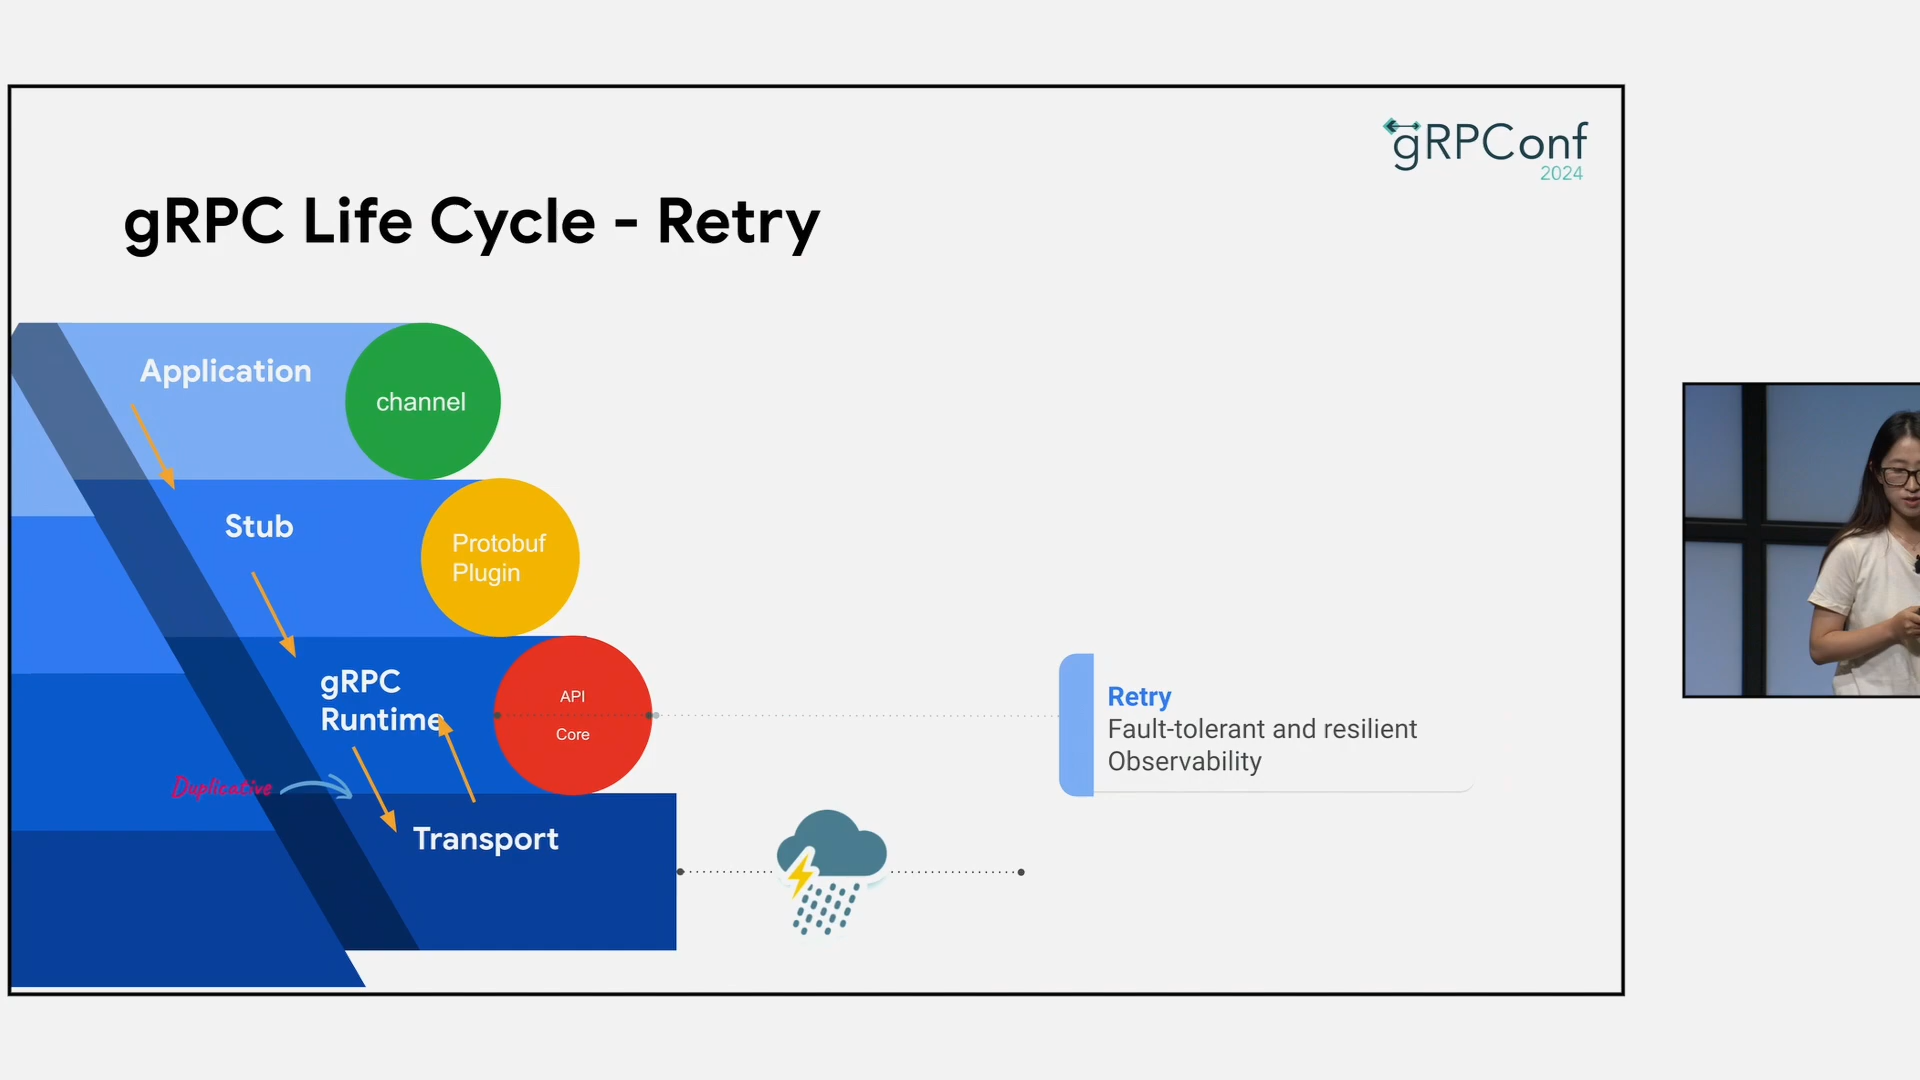 gRPConf
2024
gRPC Life Cycle - Retry
Application
channel
Stub
Protobuf
Plugin
gRPC
Runtime
API
Core
Retry
Fault-tolerant and resilient
Observability
Duplicative
Transport